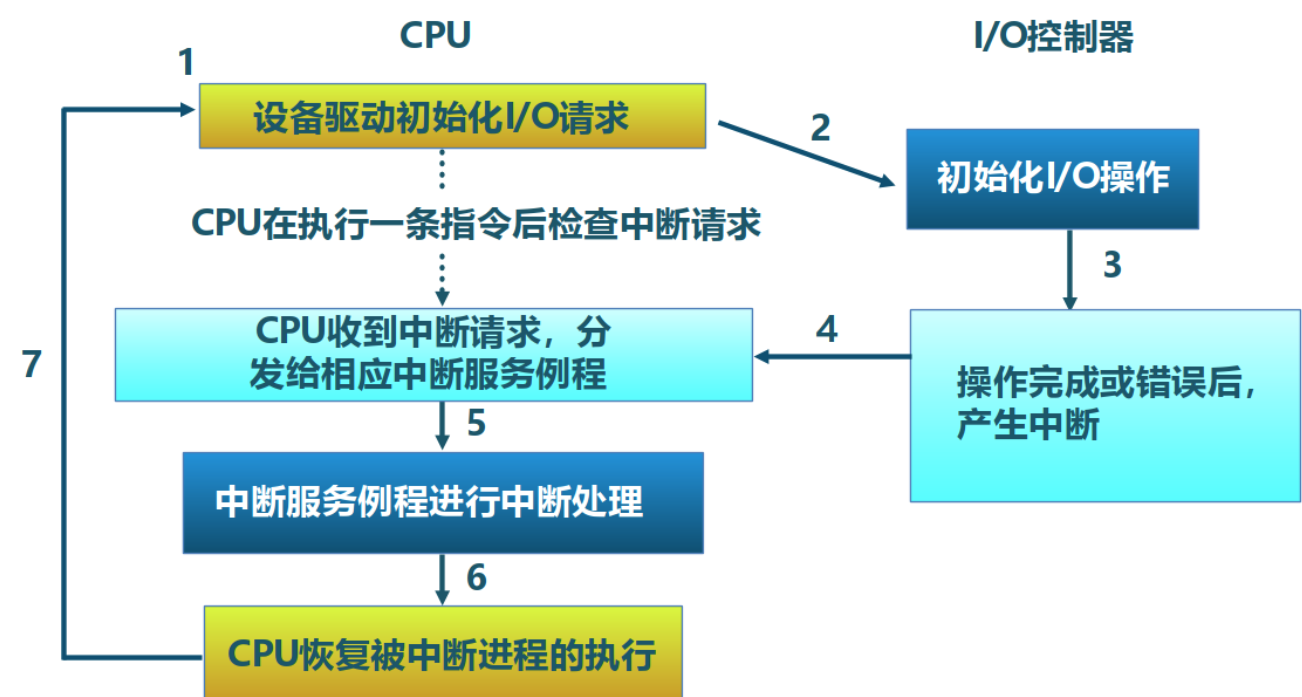 CPU
I/O控制器
1
设备驱动初始化I/O请求
2
初始化I/O操作
CPU在执行一条指令后检查中断请求
3
CPU收到中断请求，分
发给相应中断服务例程
4
操作完成或错误后，
产生中断
7
5
中断服务例程进行中断处理
6
CPU恢复被中断进程的执行